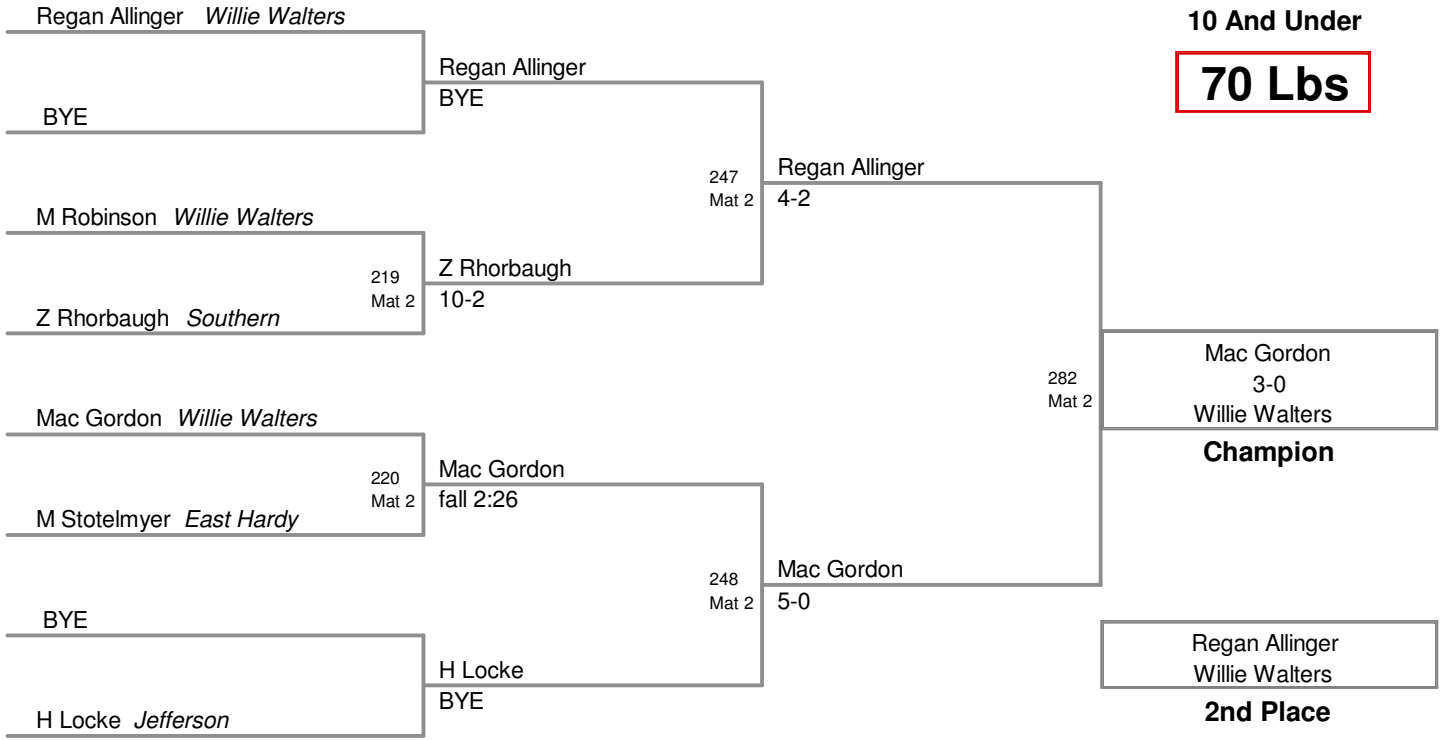 Regan Allinger Willie Walters
10 And Under
70 Lbs
Regan Allinger
BYE
BYE
Regan Allinger
247
Mat 2
4-2
M Robinson Willie Walters
Z Rhorbaugh
219
Mat 2
10-2
Z Rhorbaugh Southern
Mac Gordon
3-0
Willie Walters
282
Mat 2
Champion
Mac Gordon Willie Walters
Mac Gordon
220
Mat 2
fall 2:26
M Stotelmyer East Hardy
Mac Gordon
248
Mat 2
5-0
BYE
Regan Allinger
Willie Walters
2nd Place
H Locke
BYE
H Locke Jefferson